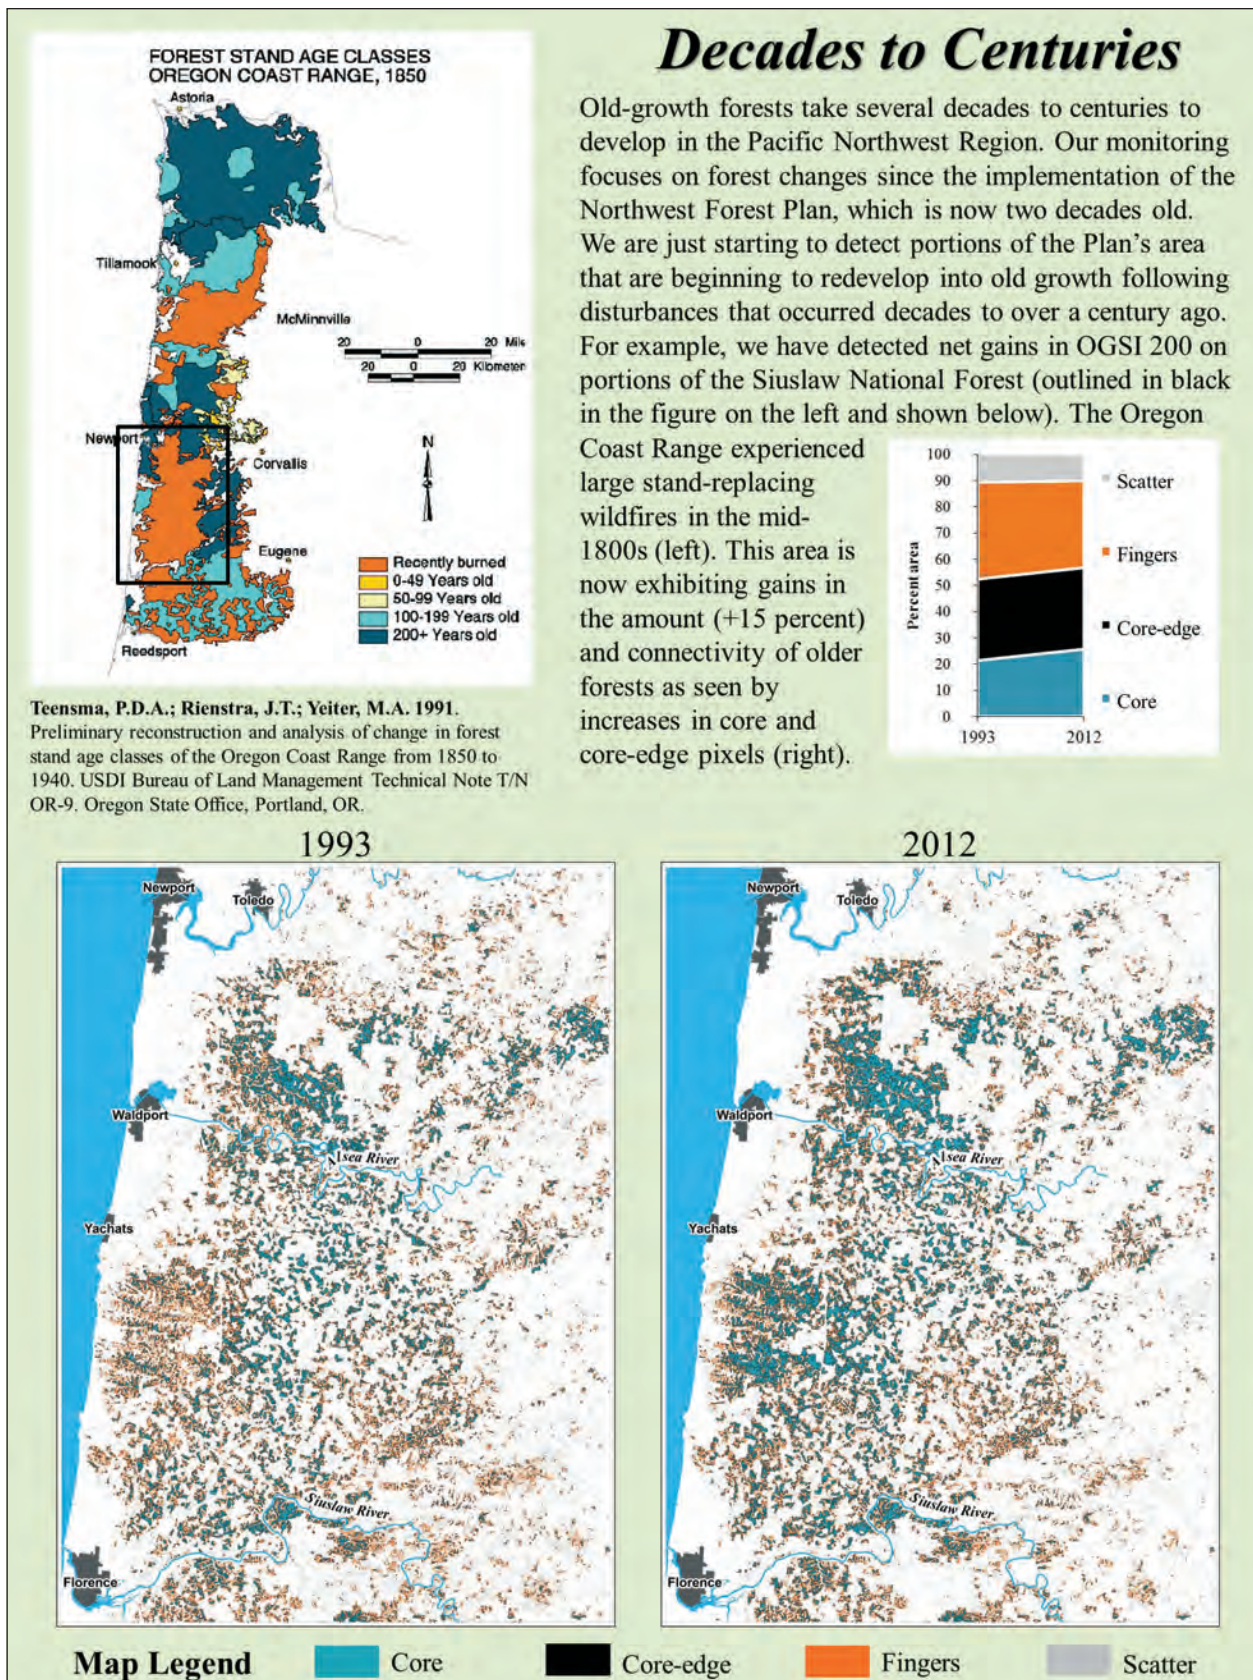 FOREST STAND AGE CLASSES
OREGON COAST RANGE, 1850
Astoria
Tillamook
McMinnville
20 0 20 Mils
20 0 20 Kilometer
Newport
Corvallis
N
Eugene
Reedsport
Recently burned
0-49 Years old
50-99 Years old
100-199 Years old
200+ Years old
Teensma, P.D.A.; Rienstra, J.T.; Yeiter, M.A. 1991.
Preliminary reconstruction and analysis of change in forest
stand age classes of the Oregon Coast Range from 1850 to
1940. USDI Bureau of Land Management Technical Note T/N
OR-9. Oregon State Office, Portland, OR.
Decades to Centuries
Old-growth forests take several decades to centuries to
develop in the Pacific Northwest Region. Our monitoring
focuses on forest changes since the implementation of the
Northwest Forest Plan, which is now two decades old.
We are just starting to detect portions of the Plan’s area
that are beginning to redevelop into old growth following
disturbances that occurred decades to over a century ago.
For example, we have detected net gains in OGSI 200 on
portions of the Siuslaw National Forest (outlined in black
in the figure on the left and shown below). The Oregon
Coast Range experienced
large stand-replacing
wildfires in the mid-
1800s (left). This area is
now exhibiting gains in
the amount (+15 percent)
and connectivity of older
forests as seen by
increases in core and
core-edge pixels (right).
Percent area
100
90
80
70
60
50
40
30
20
10
0
1993 2012
Scatter
Fingers
Core-edge
Core
1993
Newport
Toledo
Waldport
Alsea River
Yachats
Siuslaw River
Florence
2012
Newport
Toledo
Waldport
Alsea River
Yachats
Siuslaw River
Florence
Map Legend Core Core-edge Fingers Scatter